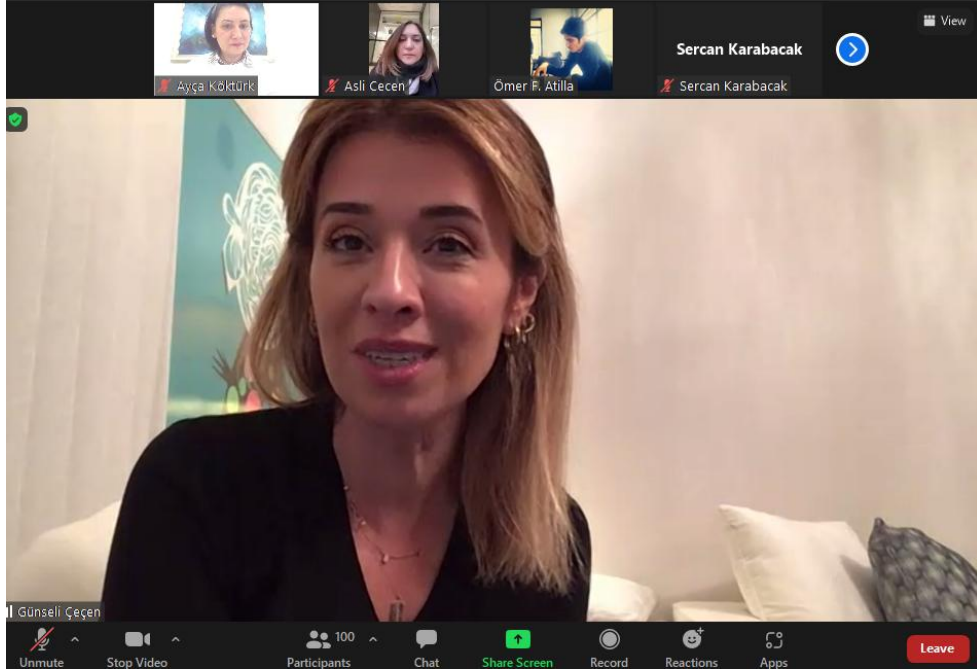 View
Sercan Karabacak
Ayça Köktürk
Asli Cecen
Ömer F. Atilla
Sercan Karabacak
Günseli Çeçen
100
Unmute
Stop Video
Participants
Chat
Share Screen
Record
Reactions
Apps
Leave